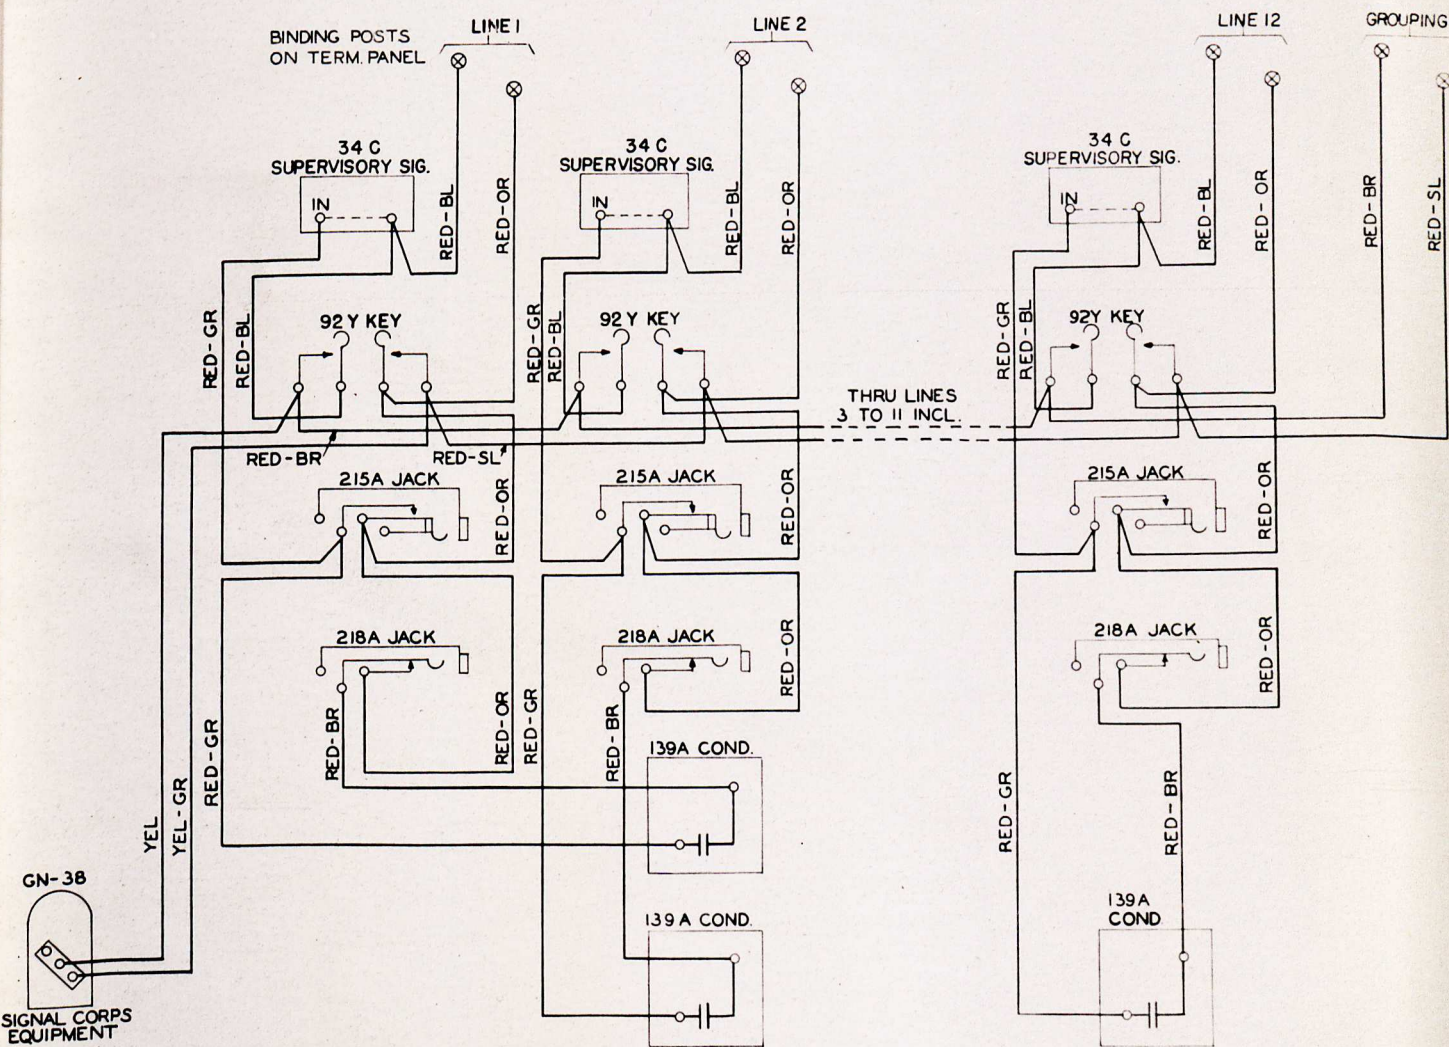 BINDING POSTS
ON TERM. PANEL
LINE 1
LINE 2
LINE 12
GROUPING
34 C
SUPERVISORY SIG.
IN
RED-BL
RED-OR
34 C
SUPERVISORY SIG.
IN
RED-BL
RED-OR
34 C
SUPERVISORY SIG.
IN
RED-BL
RED-OR
RED-BR
RED-SL
RED-GR
RED-BL
92Y KEY
RED-GR
RED-BL
92Y KEY
RED-GR
RED-BL
92Y KEY
THRU LINES
3 TO 11 INCL.
RED-BR
RED-SL
215A JACK
RED-OR
215A JACK
RED-OR
215A JACK
RED-OR
218A JACK
218A JACK
RED-OR
218A JACK
RED-OR
YEL
YEL-GR
RED-GR
RED-BR
RED-OR
RED-GR
RED-BR
139A COND.
RED-GR
RED-BR
GN-38
SIGNAL CORPS
EQUIPMENT
139A COND.
139A
COND